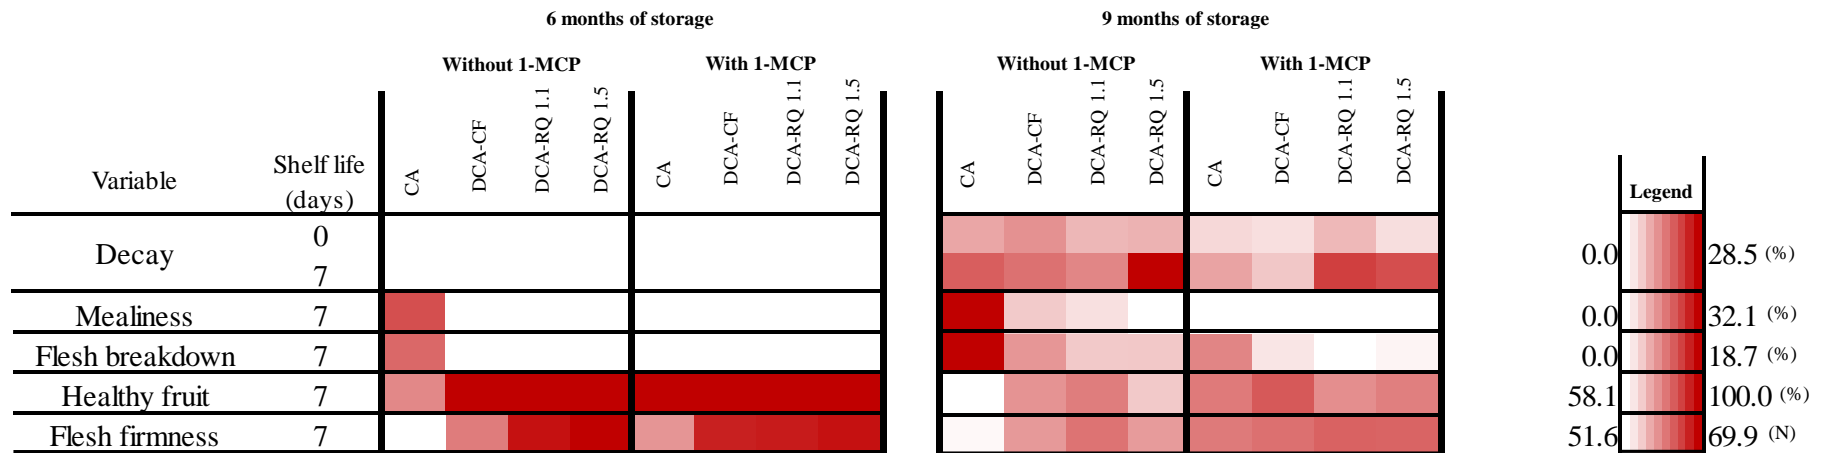 6 months of storage
9 months of storage
Without 1-MCP
With 1-MCP
Without 1-MCP
With 1-MCP
Variable
Shelf life
(days)
CA
DCA-CF
DCA-RQ 1.1
DCA-RQ 1.5
CA
DCA-CF
DCA-RQ 1.1
DCA-RQ 1.5
CA
DCA-CF
DCA-RQ 1.1
DCA-RQ 1.5
CA
DCA-CF
DCA-RQ 1.1
DCA-RQ 1.5
Legend
Decay
0
7
0.0
28.5 (%)
Mealiness 7
0.0
32.1 (%)
Flesh breakdown 7
0.0
18.7 (%)
Healthy fruit 7
58.1
100.0 (%)
Flesh firmness 7
51.6
69.9 (N)